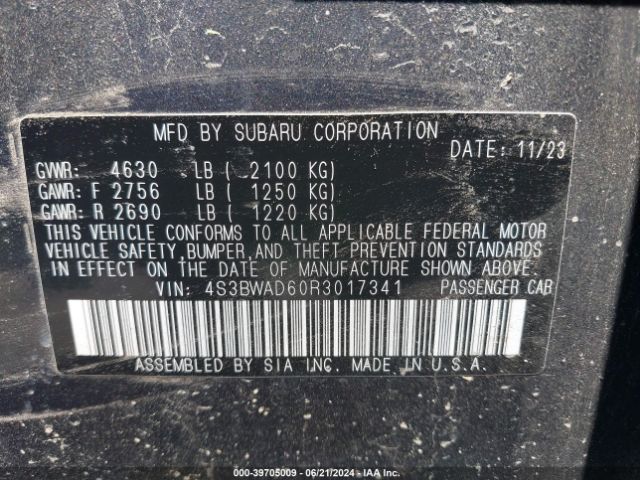 MFD BY SUBARU CORPORATION
DATE: 11/23
GVWR: 4630 LB ( 2100 KG)
GAWR: F 2756 LB ( 1250 KG)
GAWR: R 2690 LB ( 1220 KG)
THIS VEHICLE CONFORMS TO ALL APPLICABLE FEDERAL MOTOR
VEHICLE SAFETY, BUMPER, AND THEFT PREVENTION STANDARDS
IN EFFECT ON THE DATE OF MANUFACTURE SHOWN ABOVE.
VIN: 4S3BWAD60R3017341 PASSENGER CAR
ASSEMBLED BY SIA INC. MADE IN U.S.A.
000-39705009 - 06/21/2024 - IAA Inc.